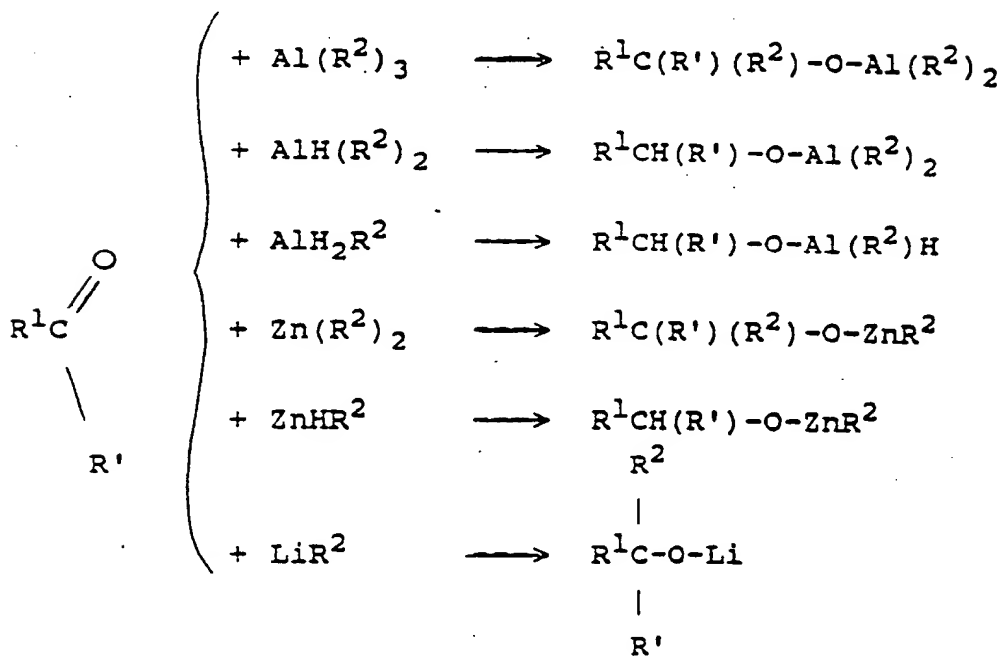 + Al(R²)₃ ⟶ R¹C(R')(R²)-O-Al(R²)₂
+ AlH(R²)₂ ⟶ R¹CH(R')-O-Al(R²)₂
+ AlH₂R² ⟶ R¹CH(R')-O-Al(R²)H
O
R¹C
+ Zn(R²)₂ ⟶ R¹C(R')(R²)-O-ZnR²
+ ZnHR² ⟶ R¹CH(R')-O-ZnR²
R'
R²
|
+ LiR² ⟶ R¹C-O-Li
|
R'